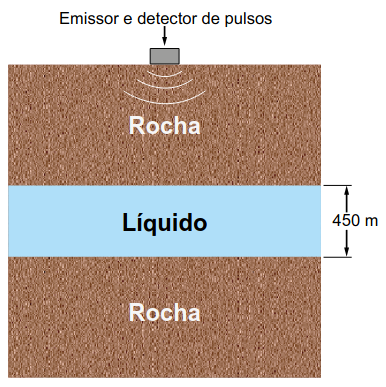 Emissor e detector de pulsos
Rocha
Líquido
450 m
Rocha